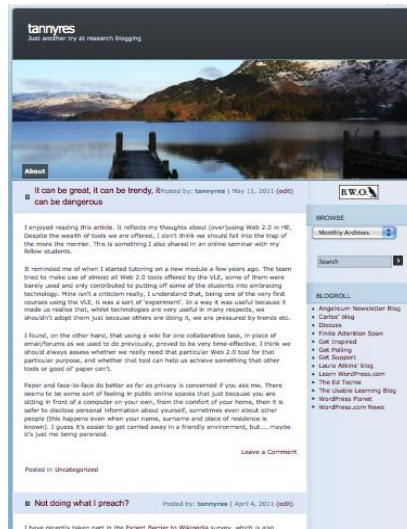 tannyres
Just another try at research blogging
About
It can be great, it can be trendy, it
can be dangerous
Posted by: tannyres | May 11, 2011 (edit)
I enjoyed reading this article. It reflects my thoughts about (over)using Web 2.0 in HE.
Despite the wealth of tools we are offered, I don't think we should fall into the trap of
the more the merrier. This is something I also shared in an online seminar with my
fellow students.
It reminded me of when I started tutoring on a new module a few years ago. The team
tried to make use of almost all Web 2.0 tools offered by the VLE, some of them were
barely used and only contributed to putting off some of the students into embracing
technology. Mine isn't a criticism really, I understand that, being one of the very first
courses using the VLE, it was a sort of 'experiment'. In a way it was useful because it
made us realise that, whilst technologies are very useful in many respects, we
shouldn't adopt them just because others are doing it, we are pressured by trends etc.
I found, on the other hand, that using a wiki for one collaborative task, in place of
email/forums as we used to do previously, proved to be very time-effective. I think we
should always assess whether we really need that particular Web 2.0 tool for that
particular purpose, and whether that tool can help us achieve something that other
tools or good ol' paper can't.
Paper and face-to-face do better as far as privacy is concerned if you ask me. There
seems to be some sort of feeling in public online spaces that just because you are
sitting in front of a computer on your own, from the comfort of your home, then it is
safer to disclose personal information about yourself, sometimes even about other
people (this happens even when your name, surname and place of residence is
known). I guess it's easier to get carried away in a friendly environment, but.....maybe
it's just me being paranoid.
Leave a Comment
Posted in Uncategorized
Not doing what I preach?
Posted by: tannyres | April 4, 2011 (edit)
I have recently taken part in the Expert Barrier to Wikipedia survey, which is also
R.W.O.
BROWSE
Monthly Archives
Search
BLOGROLL
Angelicum Newsletter Blog
Carlos' blog
Discuss
Finite Attention Span
Get Inspired
Get Polling
Get Support
Laurie Atkins' blog
Learn WordPress.com
The Ed Techie
The Usable Learning Blog
WordPress Planet
WordPress.com News